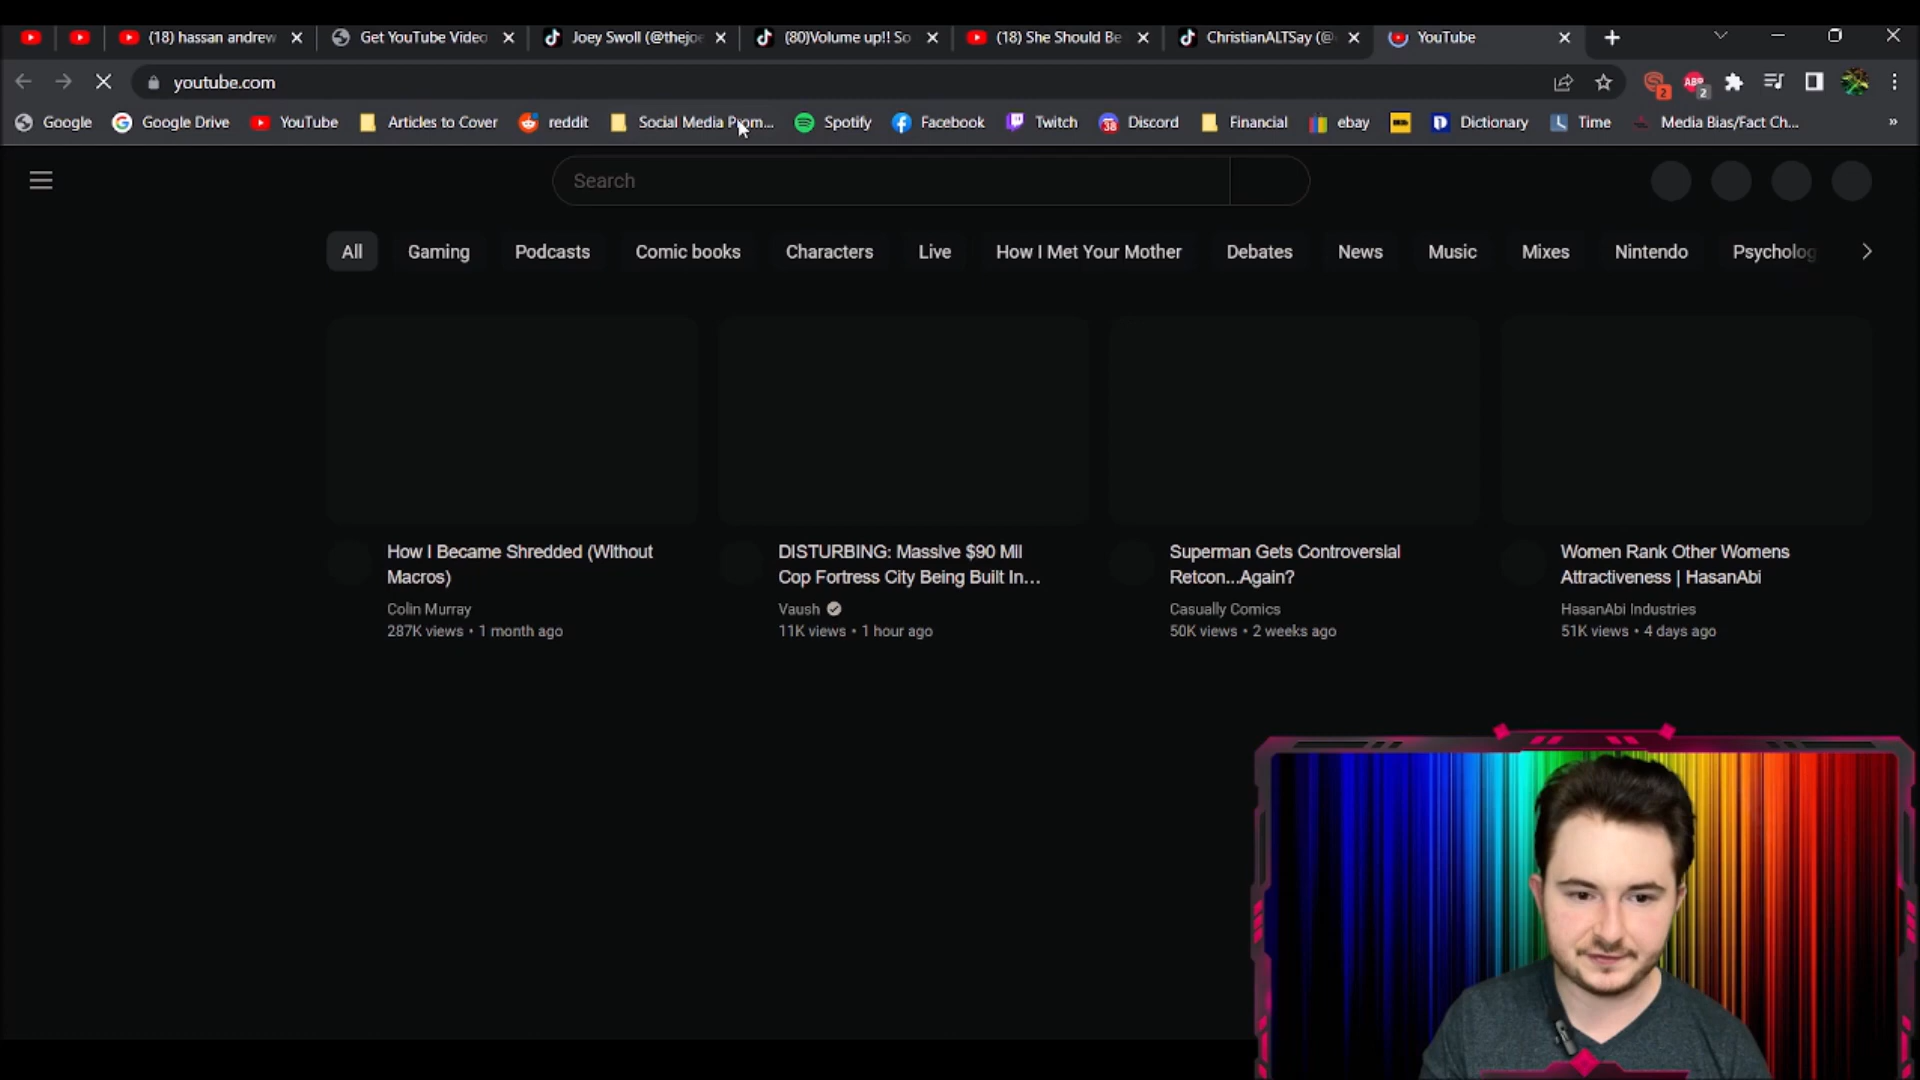 (18) hassan andrew
Get YouTube Video
Joey Swoll (@thejoe
(80)Volume up!! So
(18) She Should Be
ChristianALTSay (@
YouTube
youtube.com
2
ABP
2
Google
Google Drive
YouTube
Articles to Cover
reddit
Social Media Prom...
Spotify
Facebook
Twitch
38
Discord
Financial
ebay
Dictionary
Time
Media Bias/Fact Ch...
»
Search
All
Gaming
Podcasts
Comic books
Characters
Live
How I Met Your Mother
Debates
News
Music
Mixes
Nintendo
Psycholog
How I Became Shredded (Without
Macros)
Colin Murray
287K views • 1 month ago
DISTURBING: Massive $90 Mil
Cop Fortress City Being Built In...
Vaush
11K views • 1 hour ago
Superman Gets Controversial
Retcon...Again?
Casually Comics
50K views • 2 weeks ago
Women Rank Other Womens
Attractiveness | HasanAbi
HasanAbi Industries
51K views • 4 days ago